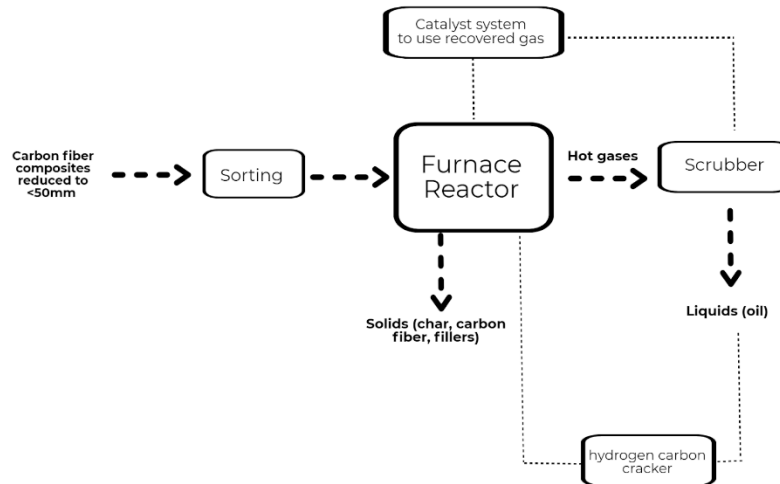 Catalyst system
to use recovered gas
Carbon fiber
composites
reduced to
<50mm
Sorting
Furnace
Reactor
Hot gases
Scrubber
Solids (char, carbon
fiber, fillers)
Liquids (oil)
hydrogen carbon
cracker